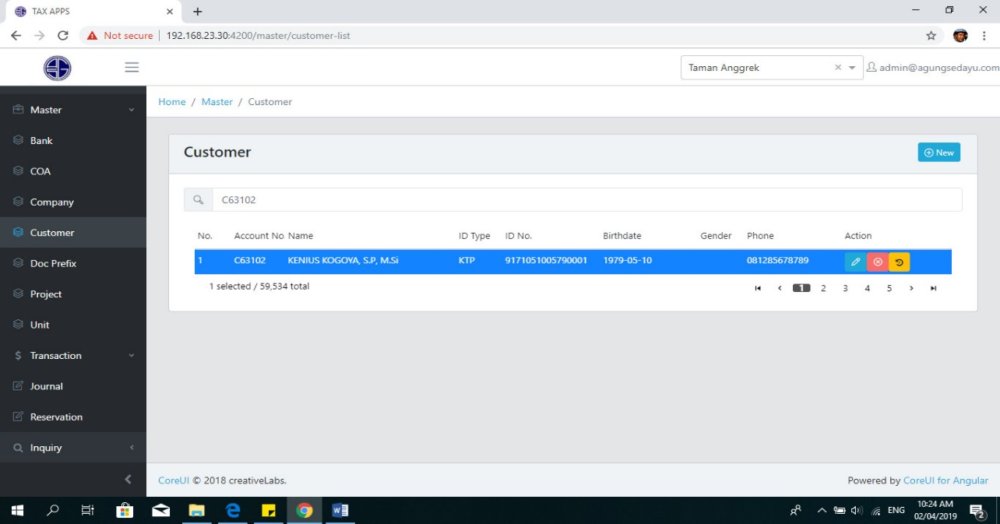 TAX APPS
Not secure 192.168.23.30:4200/master/customer-list
Taman Anggrek
admin@agungsedayu.com
Home / Master / Customer
Master
Bank
COA
Company
Customer
Doc Prefix
Project
Unit
Transaction
Journal
Reservation
Inquiry
Customer
New
C63102
No. Account No Name ID Type ID No. Birthdate Gender Phone Action
1 C63102 KENIUS KOGOYA, S.P, M.Si KTP 9171051005790001 1979-05-10 081285678789
1 selected / 59,534 total
1 2 3 4 5
CoreUI © 2018 creativeLabs.
Powered by CoreUI for Angular
ENG
10:24 AM
02/04/2019
2